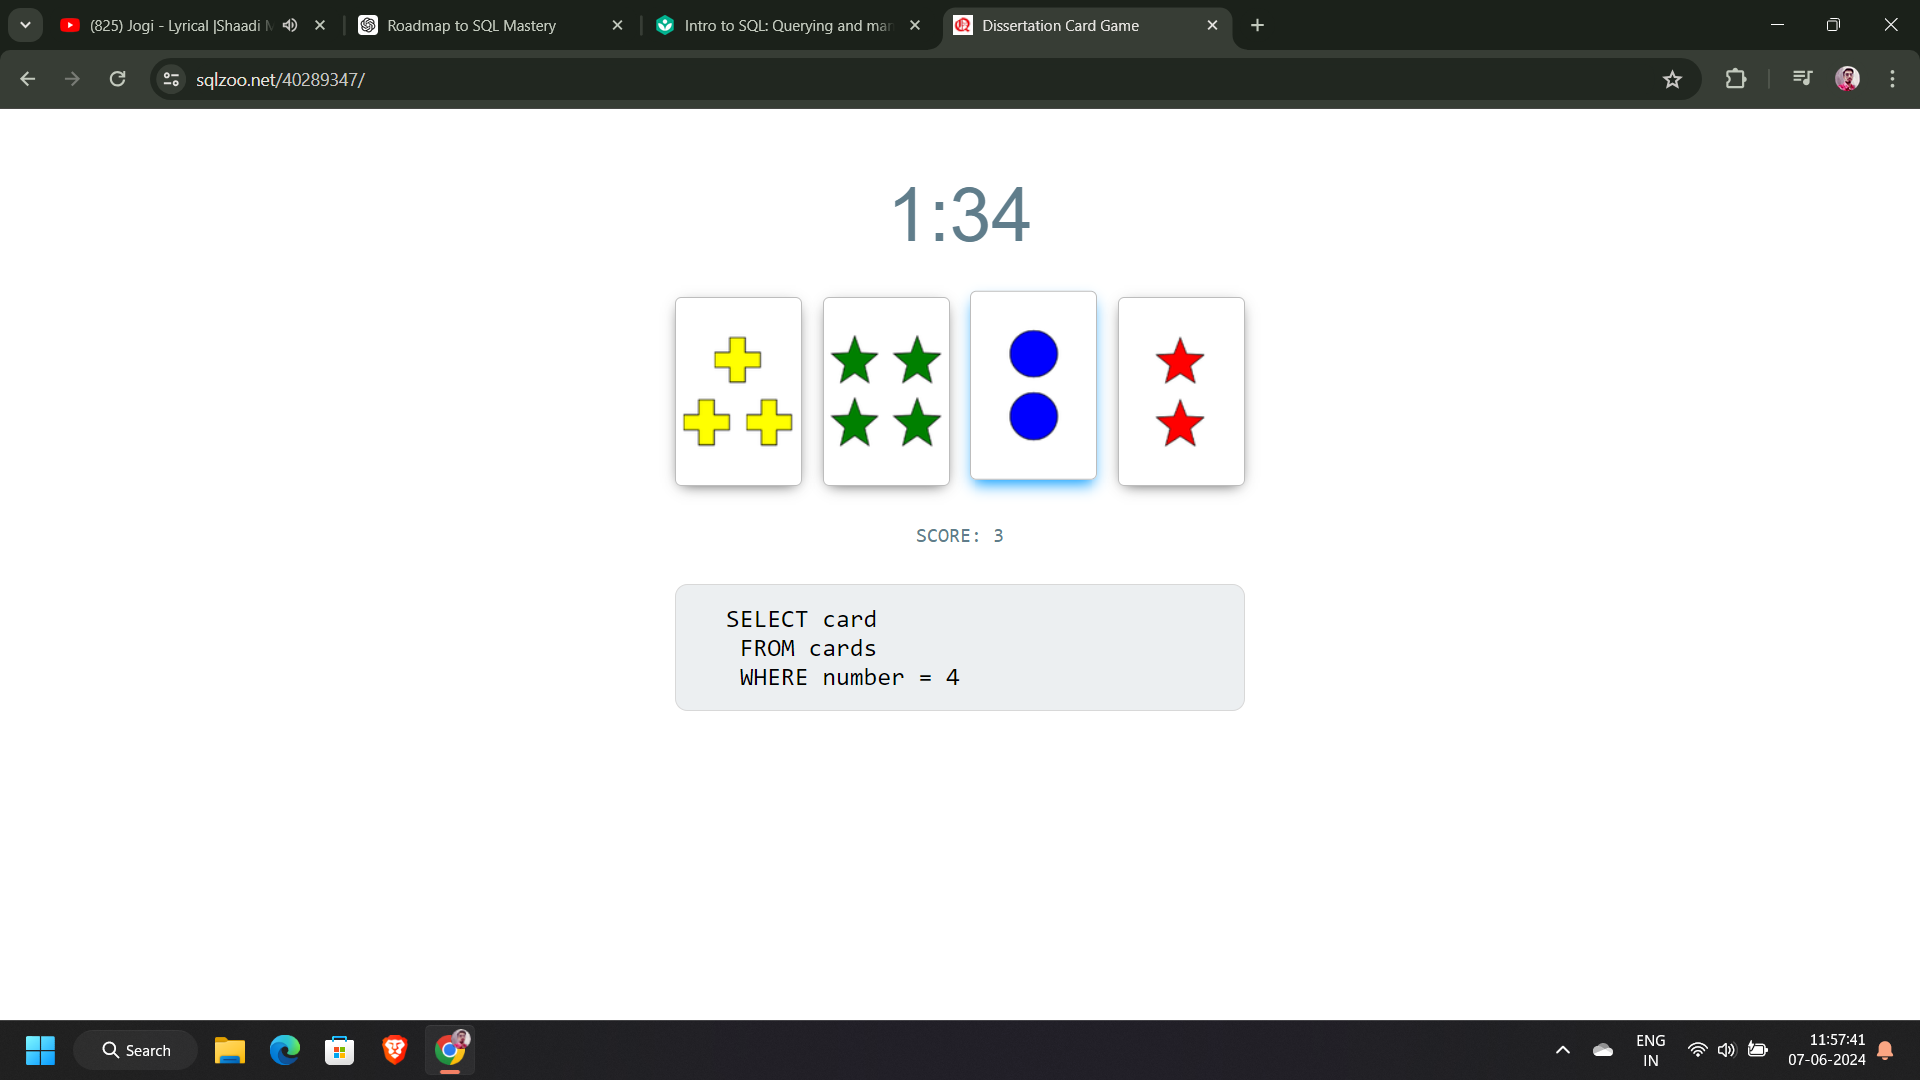 (825) Jogi - Lyrical |Shaadi M
Roadmap to SQL Mastery
Intro to SQL: Querying and mar
Dissertation Card Game
sqlzoo.net/40289347/
1:34
SCORE: 3
SELECT card
FROM cards
WHERE number = 4
Search
ENG
IN
11:57:41
07-06-2024